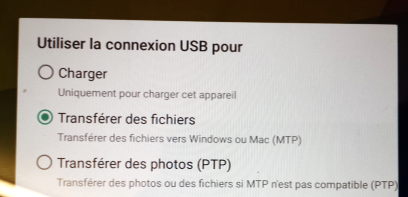 Utiliser la connexion USB pour
Charger
Uniquement pour charger cet appareil
Transférer des fichiers
Transférer des fichiers vers Windows ou Mac (MTP)
Transférer des photos (PTP)
Transférer des photos ou des fichiers si MTP n'est pas compatible (PTP)